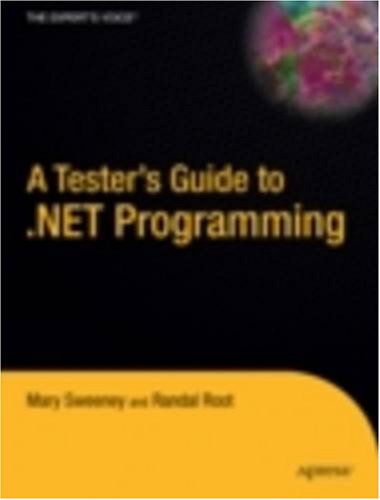 THE EXPERT'S VOICE®
A Tester's Guide to
.NET Programming
Mary Sweeney and Randal Root
Apress®